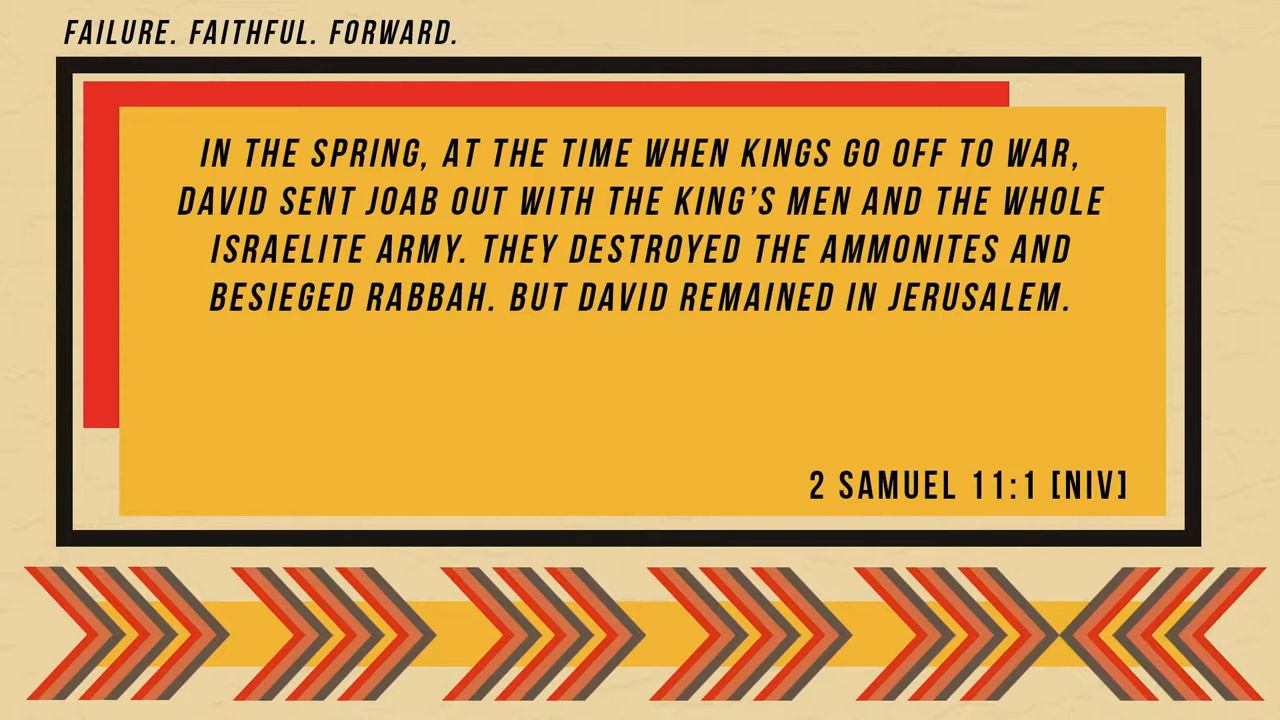 FAILURE. FAITHFUL. FORWARD.
IN THE SPRING, AT THE TIME WHEN KINGS GO OFF TO WAR,
DAVID SENT JOAB OUT WITH THE KING’S MEN AND THE WHOLE
ISRAELITE ARMY. THEY DESTROYED THE AMMONITES AND
BESIEGED RABBAH. BUT DAVID REMAINED IN JERUSALEM.
2 SAMUEL 11:1 [NIV]